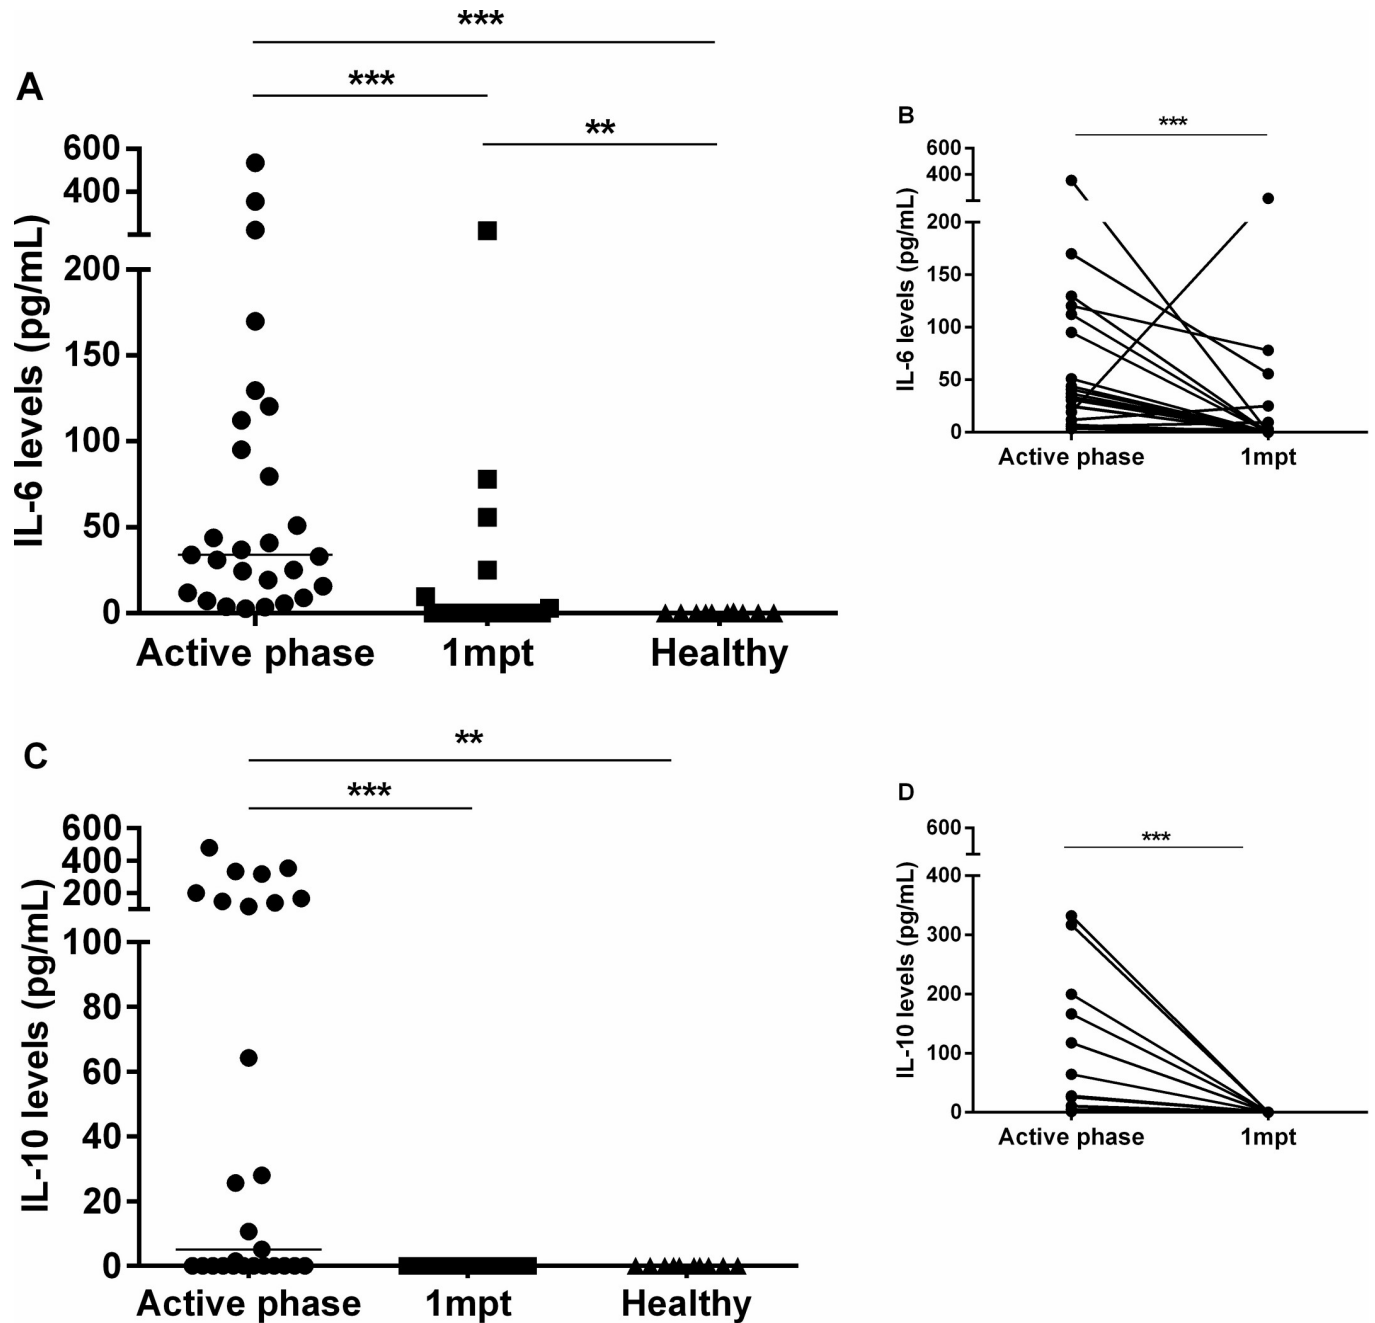 ***
A
***
**
600
400
200
150
100
50
0
IL-6 levels (pg/mL)
Active phase
1mpt
Healthy
B
***
600
400
200
150
100
50
0
IL-6 levels (pg/mL)
Active phase
1mpt
C
**
***
600
400
200
100
80
60
40
20
0
IL-10 levels (pg/mL)
Active phase
1mpt
Healthy
D
***
600
400
300
200
100
0
IL-10 levels (pg/mL)
Active phase
1mpt